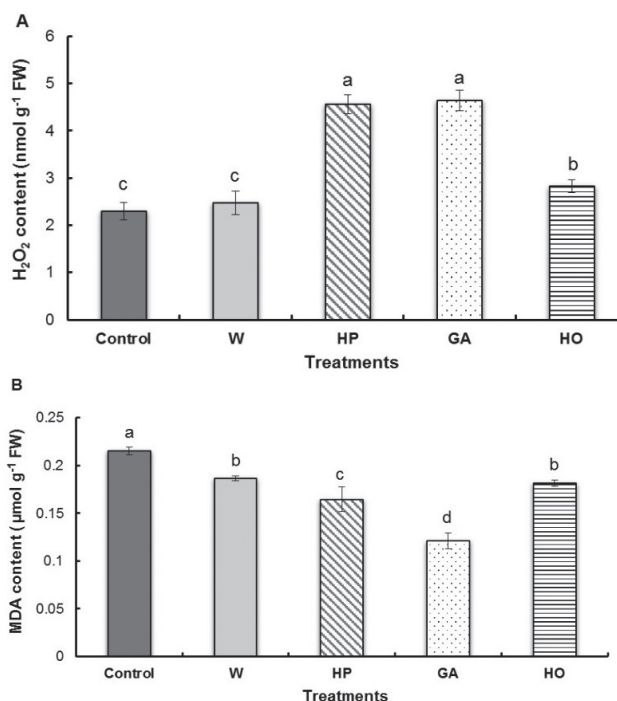 A
H₂O₂ content (nmol g⁻¹ FW)
6
5
4
3
2
1
0
c
c
a
a
b
Control W HP GA HO
Treatments
B
MDA content (µmol g⁻¹ FW)
0.25
0.2
0.15
0.1
0.05
0
a
b
c
d
b
Control W HP GA HO
Treatments